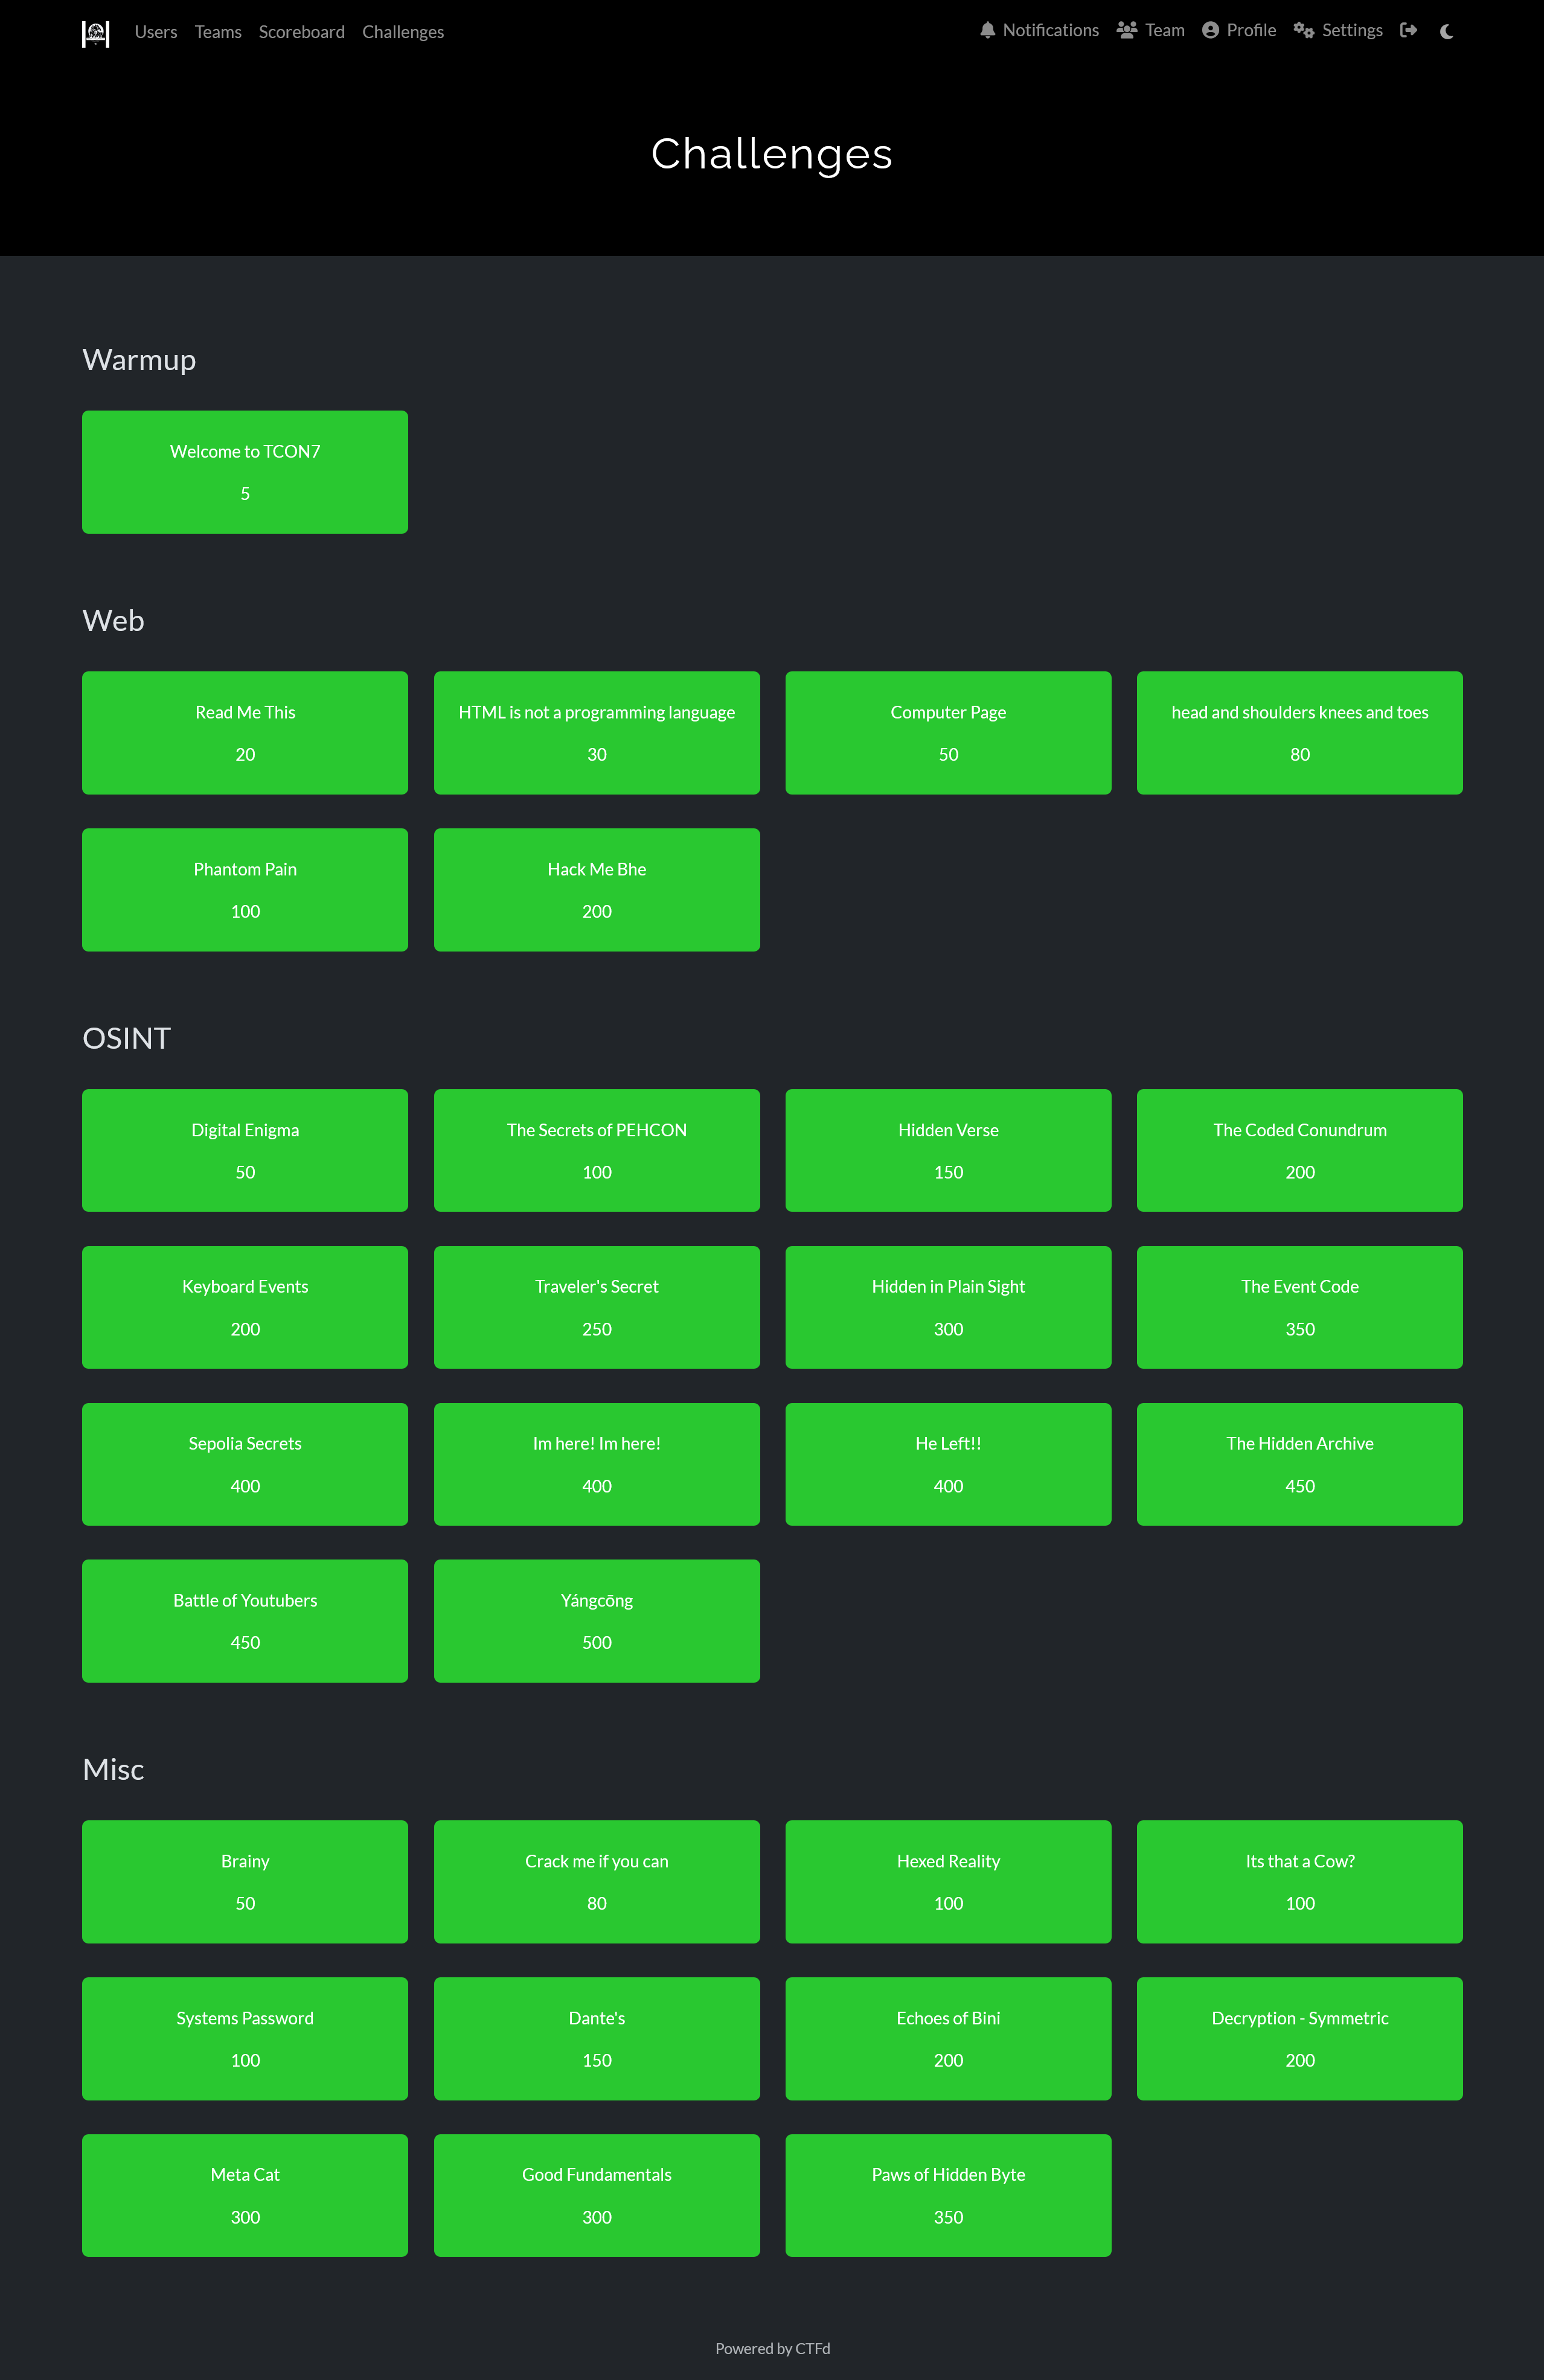 Users Teams Scoreboard Challenges Notifications Team Profile Settings
Challenges
Warmup
Welcome to TCON7
5
Web
Read Me This
20
HTML is not a programming language
30
Computer Page
50
head and shoulders knees and toes
80
Phantom Pain
100
Hack Me Bhe
200
OSINT
Digital Enigma
50
The Secrets of PEHCON
100
Hidden Verse
150
The Coded Conundrum
200
Keyboard Events
200
Traveler's Secret
250
Hidden in Plain Sight
300
The Event Code
350
Sepolia Secrets
400
Im here! Im here!
400
He Left!!
400
The Hidden Archive
450
Battle of Youtubers
450
Yángcōng
500
Misc
Brainy
50
Crack me if you can
80
Hexed Reality
100
Its that a Cow?
100
Systems Password
100
Dante's
150
Echoes of Bini
200
Decryption - Symmetric
200
Meta Cat
300
Good Fundamentals
300
Paws of Hidden Byte
350
Powered by CTFd